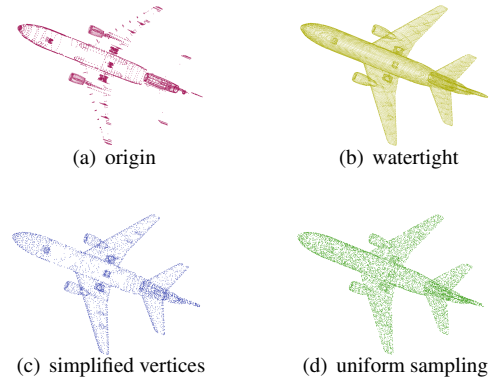 (a) origin
(b) watertight
(c) simplified vertices
(d) uniform sampling